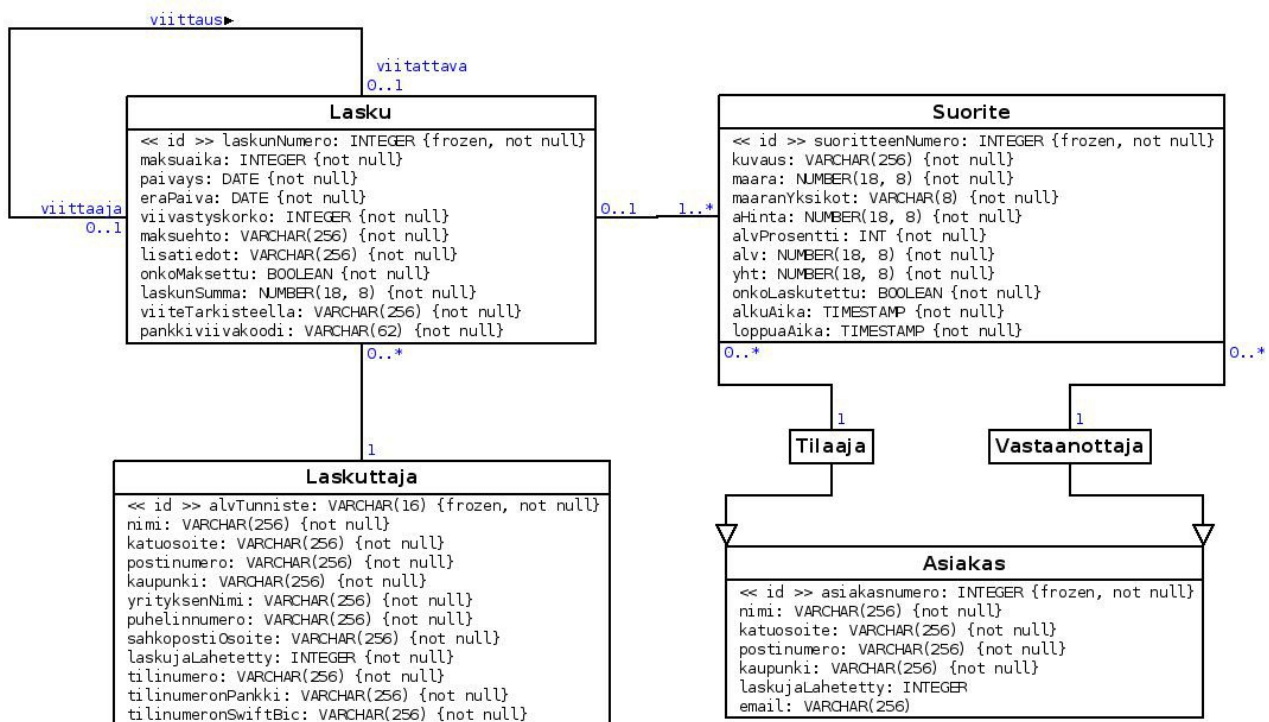 viittaus▶
viitattava
0..1
Lasku
<< id >> laskunNumero: INTEGER {frozen, not null}
maksuaika: INTEGER {not null}
paivays: DATE {not null}
eraPaiva: DATE {not null}
viivastyskorko: INTEGER {not null}
maksuehto: VARCHAR(256) {not null}
lisatiedot: VARCHAR(256) {not null}
onkoMaksettu: BOOLEAN {not null}
laskunSumma: NUMBER(18, 8) {not null}
viiteTarkisteella: VARCHAR(256) {not null}
pankkiviivakoodi: VARCHAR(62) {not null}
viittaaja
0..1
0..1
1..*
Suorite
<< id >> suoritteenNumero: INTEGER {frozen, not null}
kuvaus: VARCHAR(256) {not null}
maara: NUMBER(18, 8) {not null}
maaranYksikot: VARCHAR(8) {not null}
aHinta: NUMBER(18, 8) {not null}
alvProsentti: INT {not null}
alv: NUMBER(18, 8) {not null}
yht: NUMBER(18, 8) {not null}
onkoLaskutettu: BOOLEAN {not null}
alkuAika: TIMESTAMP {not null}
loppuaAika: TIMESTAMP {not null}
0..*
0..*
0..*
1
1
1
Tilaaja
Vastaanottaja
Laskuttaja
<< id >> alvTunniste: VARCHAR(16) {frozen, not null}
nimi: VARCHAR(256) {not null}
katuosoite: VARCHAR(256) {not null}
postinumero: VARCHAR(256) {not null}
kaupunki: VARCHAR(256) {not null}
yrityksenNimi: VARCHAR(256) {not null}
puhelinnumero: VARCHAR(256) {not null}
sahkopostiOsoite: VARCHAR(256) {not null}
laskujaLahetetty: INTEGER {not null}
tilinumero: VARCHAR(256) {not null}
tilinumeronPankki: VARCHAR(256) {not null}
tilinumeronSwiftBic: VARCHAR(256) {not null}
Asiakas
<< id >> asiakasnumero: INTEGER {frozen, not null}
nimi: VARCHAR(256) {not null}
katuosoite: VARCHAR(256) {not null}
postinumero: VARCHAR(256) {not null}
kaupunki: VARCHAR(256) {not null}
laskujaLahetetty: INTEGER
email: VARCHAR(256)